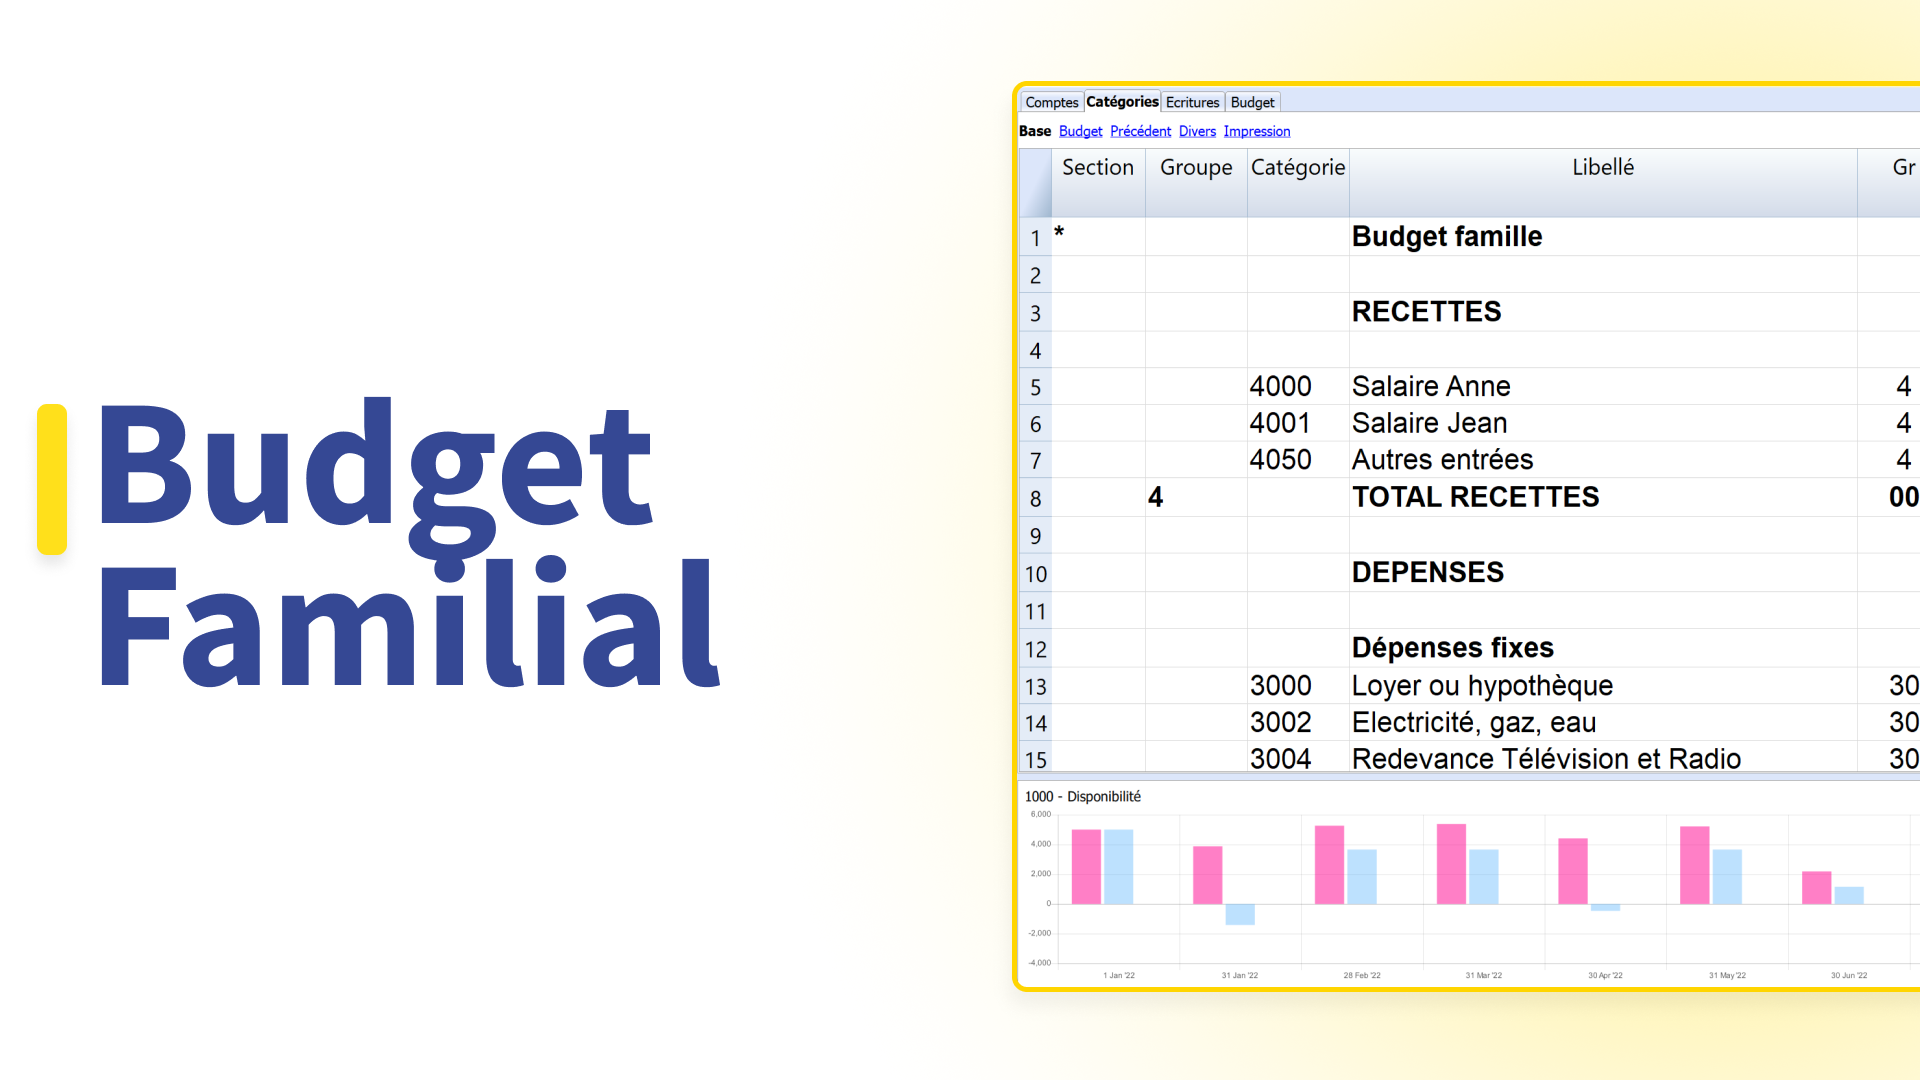 Budget
Familial
Comptes Catégories Ecritures Budget
Base Budget Précédent Divers Impression
Section Groupe Catégorie Libellé Gr
1 * Budget famille
2
3 RECETTES
4
5 4000 Salaire Anne 4
6 4001 Salaire Jean 4
7 4050 Autres entrées 4
8 4 TOTAL RECETTES 00
9
10 DEPENSES
11
12 Dépenses fixes
13 3000 Loyer ou hypothèque 30
14 3002 Electricité, gaz, eau 30
15 3004 Redevance Télévision et Radio 30
1000 - Disponibilité
6,000
4,000
2,000
0
-2,000
-4,000
1 Jan '22 31 Jan '22 28 Feb '22 31 Mar '22 30 Apr '22 31 May '22 30 Jun '22